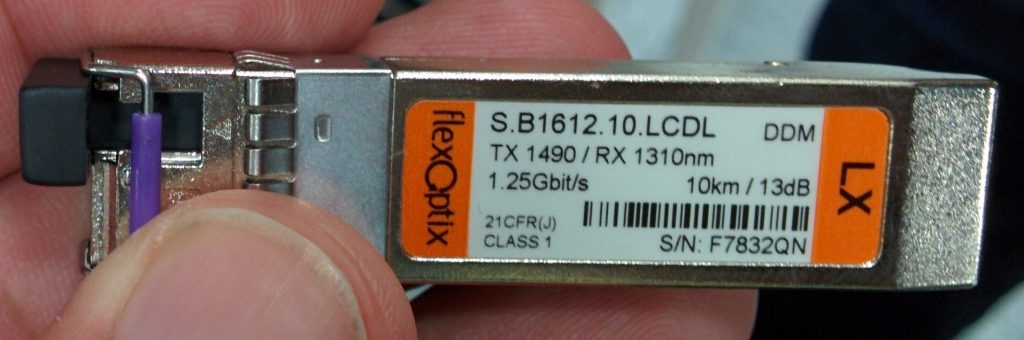 flexOptix
S.B1612.10.LCDL DDM
TX 1490 / RX 1310nm
1.25Gbit/s 10km / 13dB
21CFR(J)
CLASS 1
S/N: F7832QN
LX